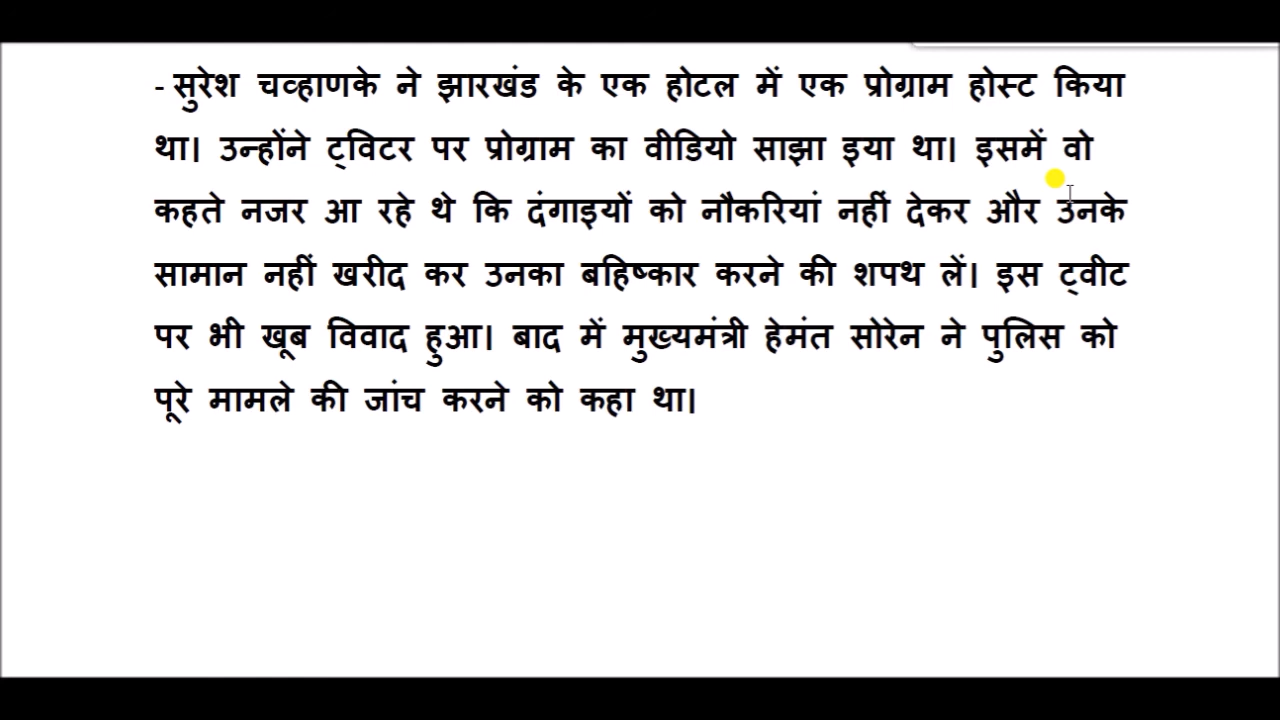 - सुरेश चव्हाणके ने झारखंड के एक होटल में एक प्रोग्राम होस्ट किया
था। उन्होंने ट्विटर पर प्रोग्राम का वीडियो साझा इया था। इसमें वो
कहते नजर आ रहे थे कि दंगाइयों को नौकरियां नहीं देकर और उनके
सामान नहीं खरीद कर उनका बहिष्कार करने की शपथ लें। इस ट्वीट
पर भी खूब विवाद हुआ। बाद में मुख्यमंत्री हेमंत सोरेन ने पुलिस को
पूरे मामले की जांच करने को कहा था।